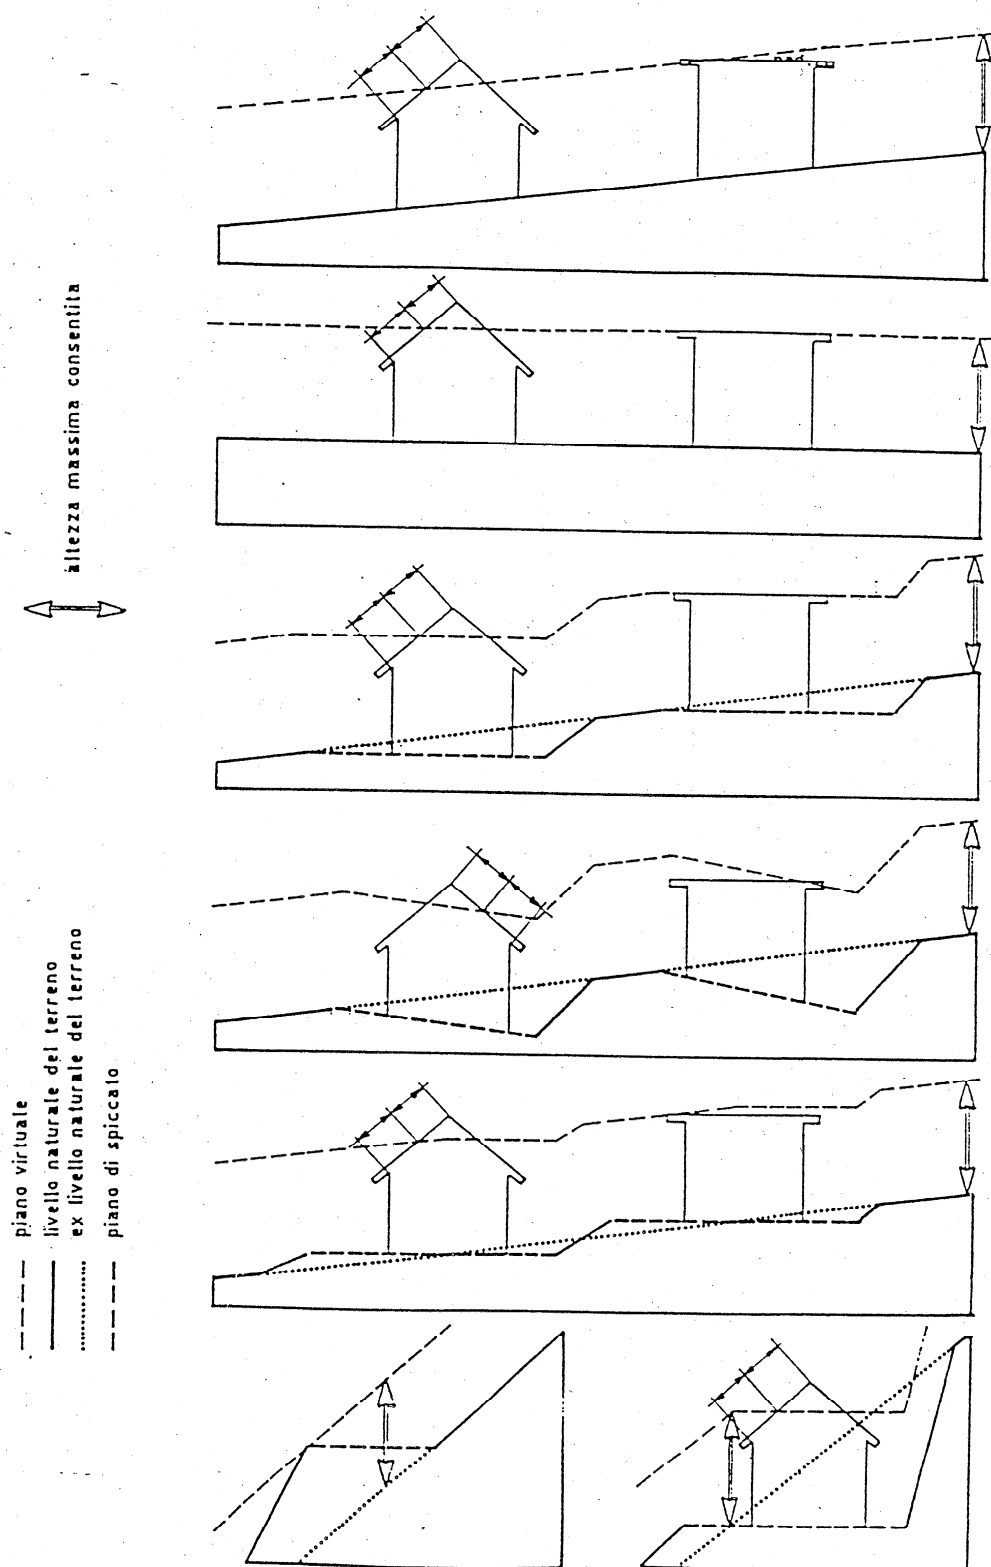 altezza massima consentita
piano virtuale
livello naturale del terreno
ex livello naturale del terreno
piano di spiccato